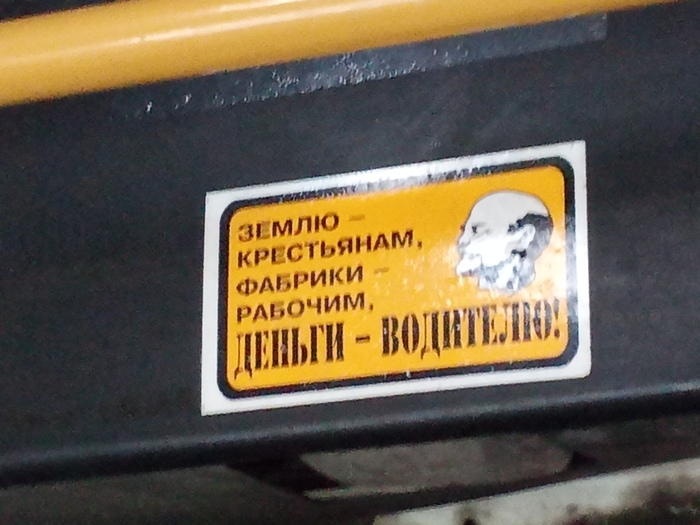 ЗЕМЛЮ –
КРЕСТЬЯНАМ,
ФАБРИКИ –
РАБОЧИМ,
ДЕНЬГИ – ВОДИТЕЛЮ!